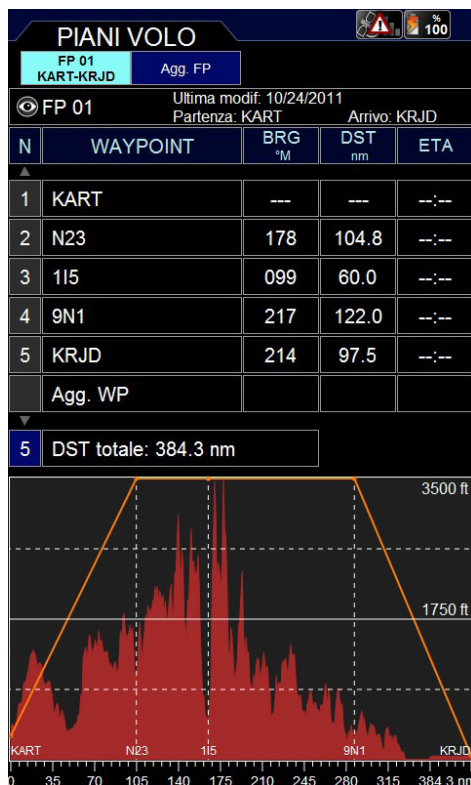 PIANI VOLO
% 100
FP 01 KART-KRJD
Agg. FP
FP 01
Ultima modif: 10/24/2011
Partenza: KART Arrivo: KRJD
N WAYPOINT BRG °M DST nm ETA
1 KART --- --- --:--
2 N23 178 104.8 --:--
3 1I5 099 60.0 --:--
4 9N1 217 122.0 --:--
5 KRJD 214 97.5 --:--
Agg. WP
5 DST totale: 384.3 nm
3500 ft
1750 ft
KART N23 1I5 9N1 KRJD
0 35 70 105 140 175 210 245 280 315 384.3 nm